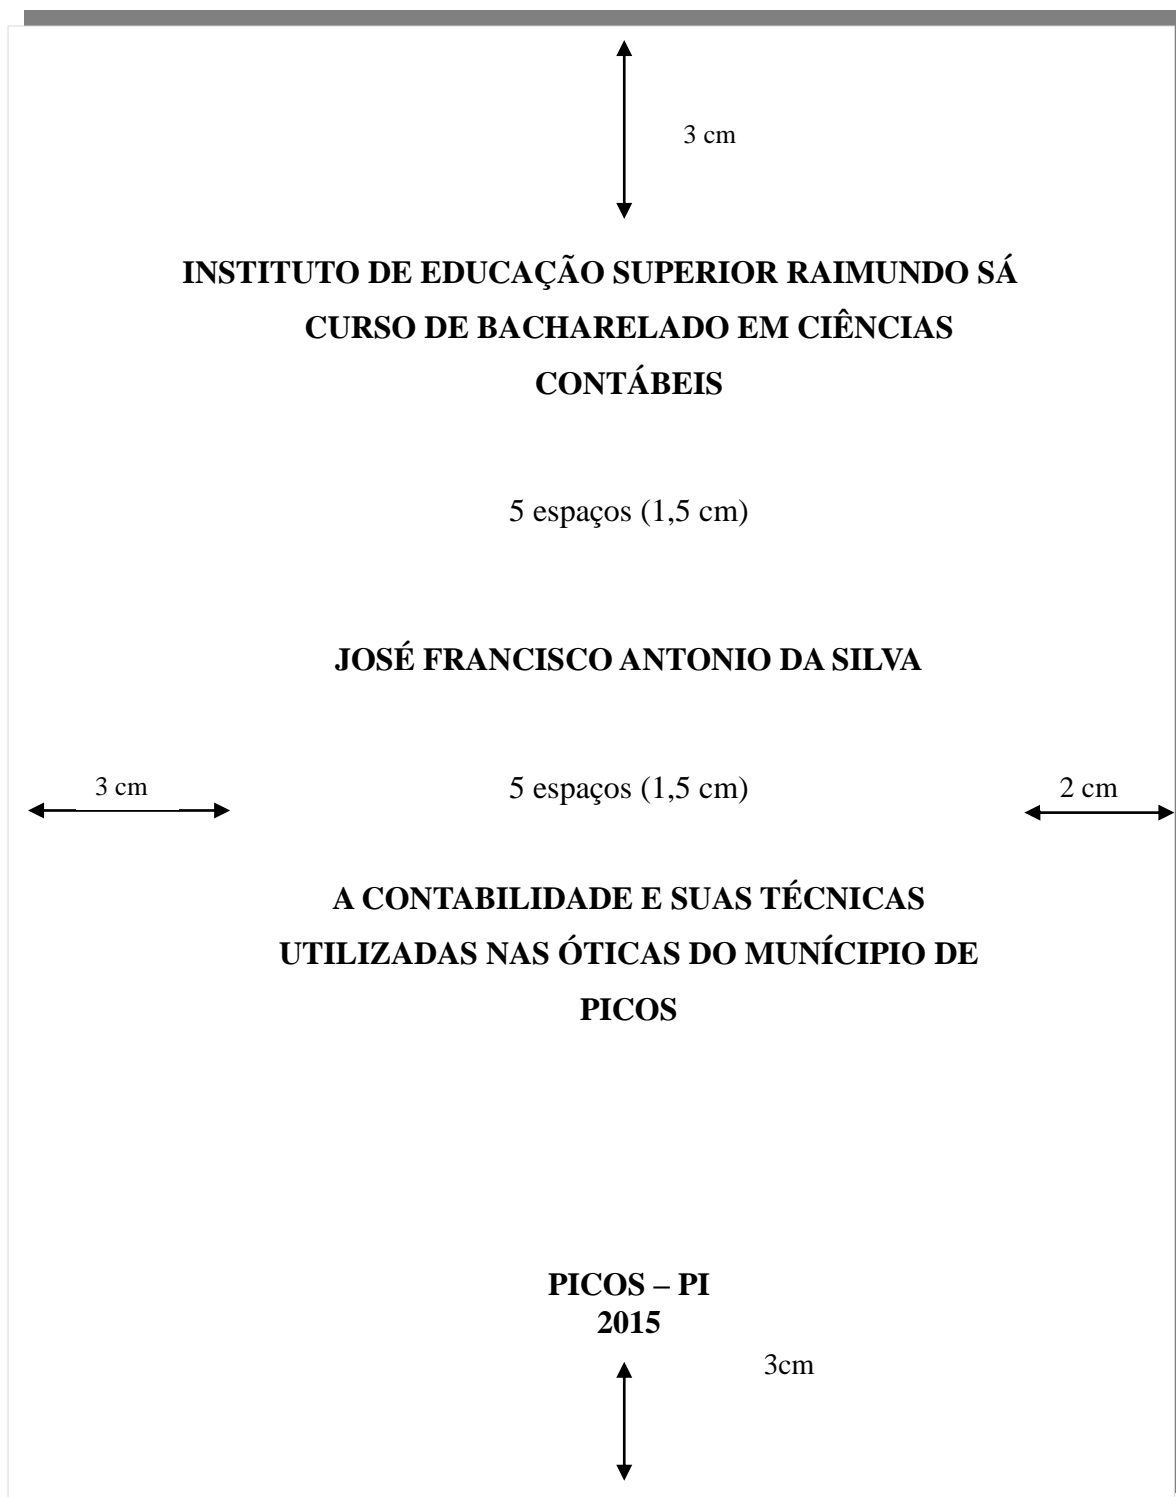 3 cm
INSTITUTO DE EDUCAÇÃO SUPERIOR RAIMUNDO SÁ
CURSO DE BACHARELADO EM CIÊNCIAS
CONTÁBEIS
5 espaços (1,5 cm)
JOSÉ FRANCISCO ANTONIO DA SILVA
3 cm
5 espaços (1,5 cm)
2 cm
A CONTABILIDADE E SUAS TÉCNICAS
UTILIZADAS NAS ÓTICAS DO MUNÍCIPIO DE
PICOS
PICOS – PI
2015
3cm